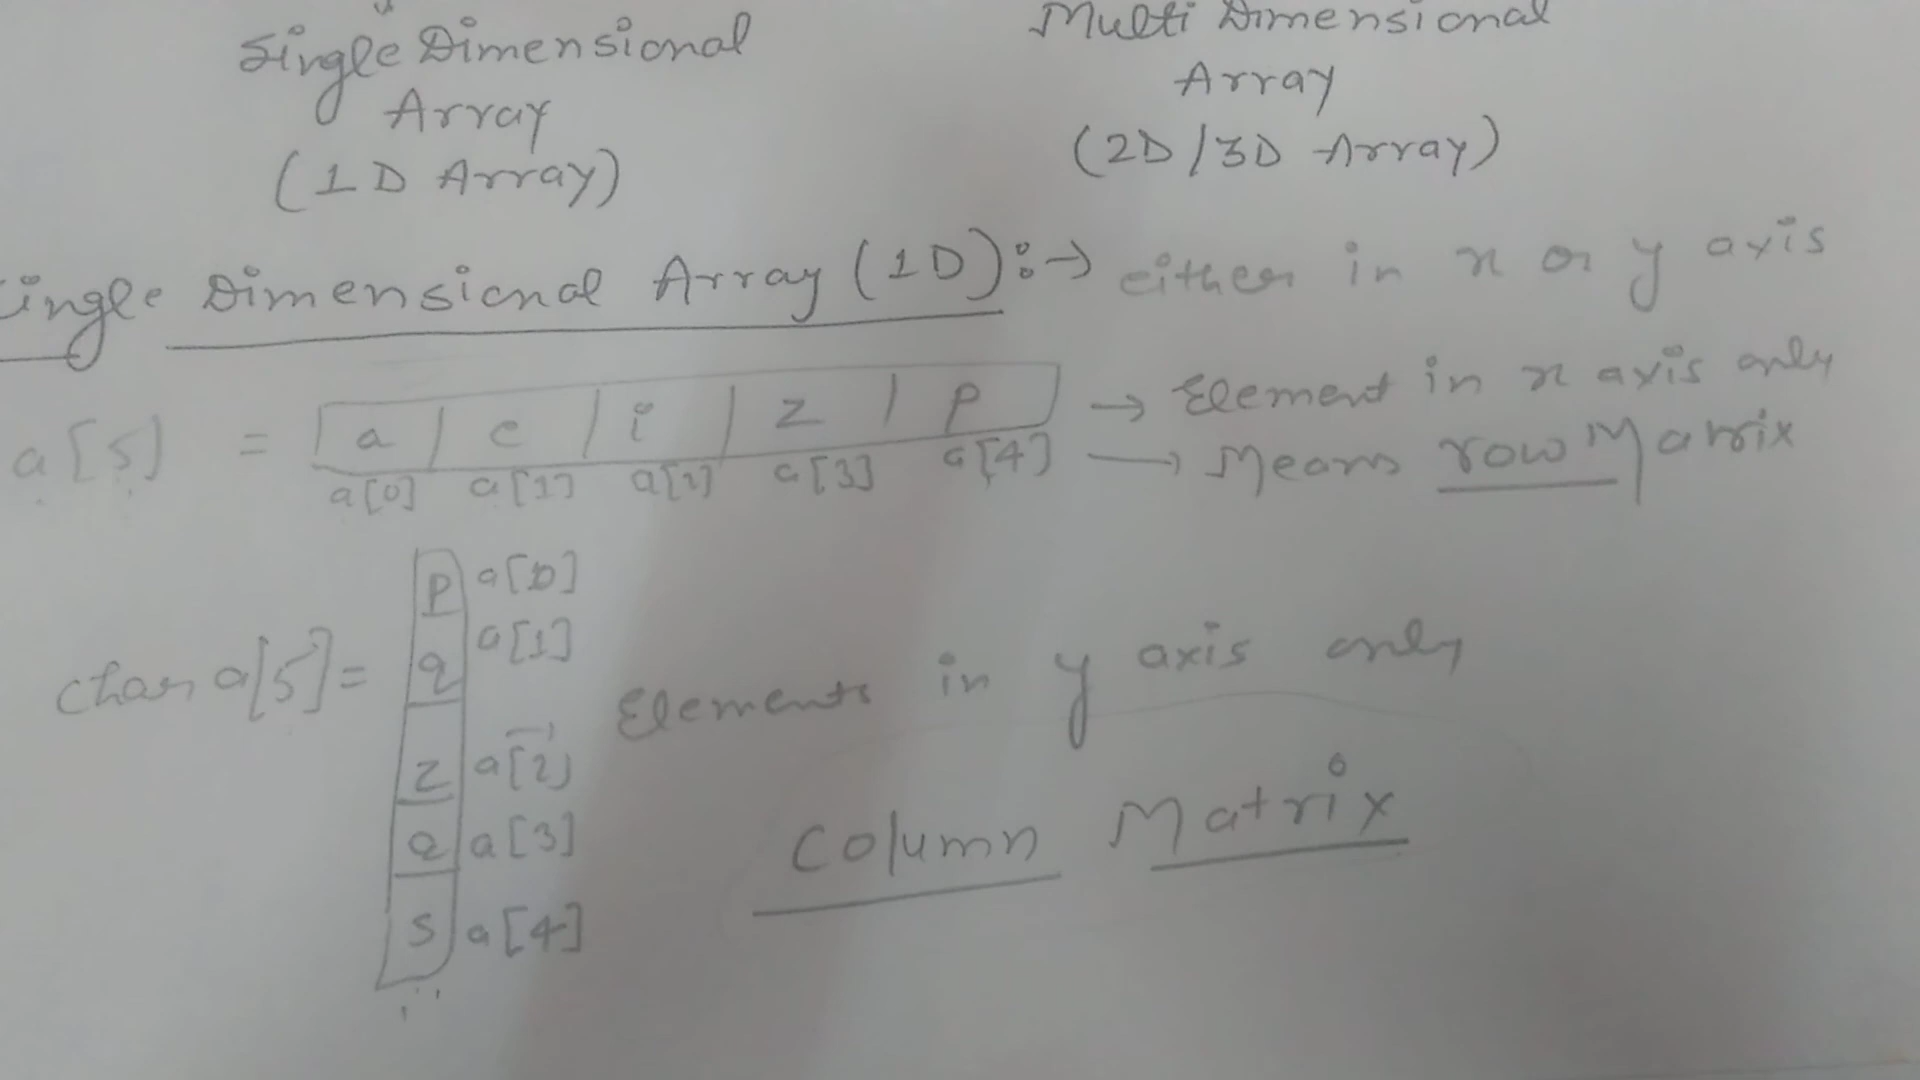 Single Dimensional
Array
(1D Array)
Multi Dimensional
Array
(2D/3D Array)
Single Dimensional Array (1D):→ either in x or y axis
a[5] = a | e | i | z | p → Element in x axis only
a[0] a[1] a[2] a[3] a[4] → Means row Matrix
p a[0]
char a[5] = q a[1]
Elements in y axis only
z a[2]
a[3]
Column Matrix
s a[4]